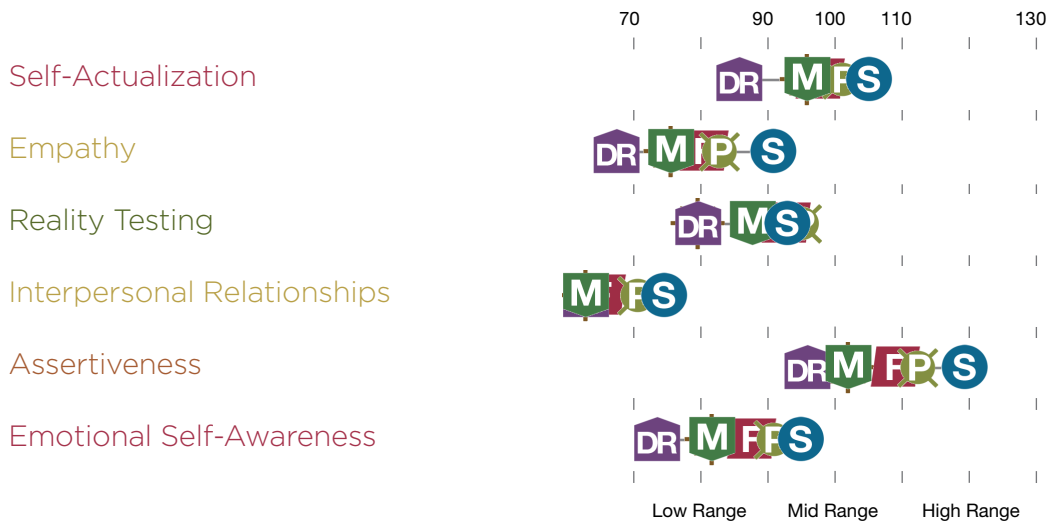 70 90 100 110 130
Self-Actualization DR M P S
Empathy DR M P S
Reality Testing DR M S
Interpersonal Relationships M S
Assertiveness DR M F P S
Emotional Self-Awareness DR M F S
Low Range Mid Range High Range